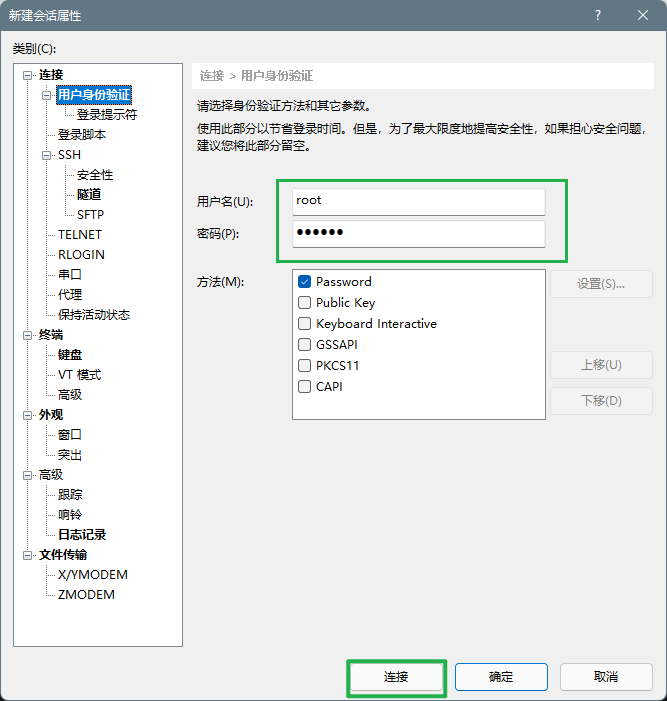 新建会话属性
?
类别(C):
连接
用户身份验证
登录提示符
登录脚本
SSH
安全性
隧道
SFTP
TELNET
RLOGIN
串口
代理
保持活动状态
终端
键盘
VT 模式
高级
外观
窗口
突出
高级
跟踪
响铃
日志记录
文件传输
X/YMODEM
ZMODEM
连接 > 用户身份验证
请选择身份验证方法和其它参数。
使用此部分以节省登录时间。但是，为了最大限度地提高安全性，如果担心安全问题，
建议您将此部分留空。
用户名(U):
root
密码(P):
●●●●●●
方法(M):
Password
Public Key
Keyboard Interactive
GSSAPI
PKCS11
CAPI
设置(S)...
上移(U)
下移(D)
连接
确定
取消